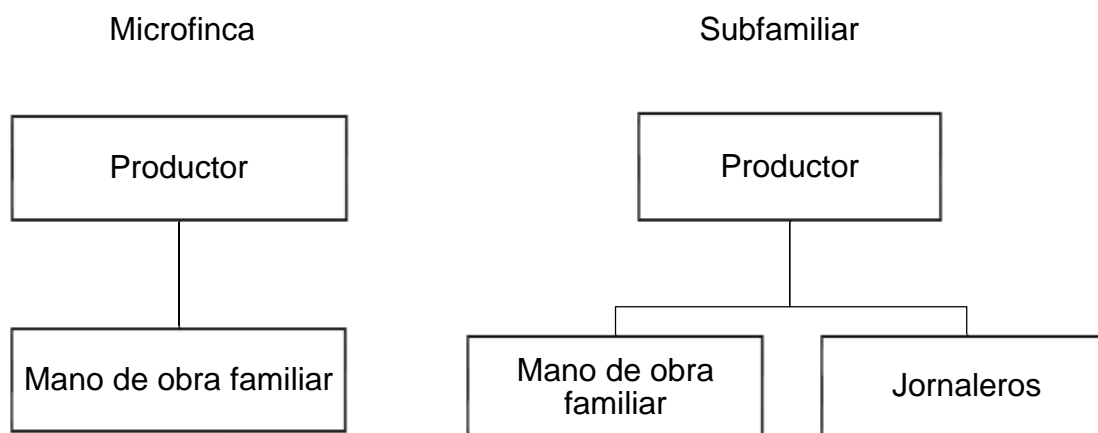 Microfinca
Subfamiliar
Productor
Productor
Mano de obra familiar
Mano de obra
familiar
Jornaleros